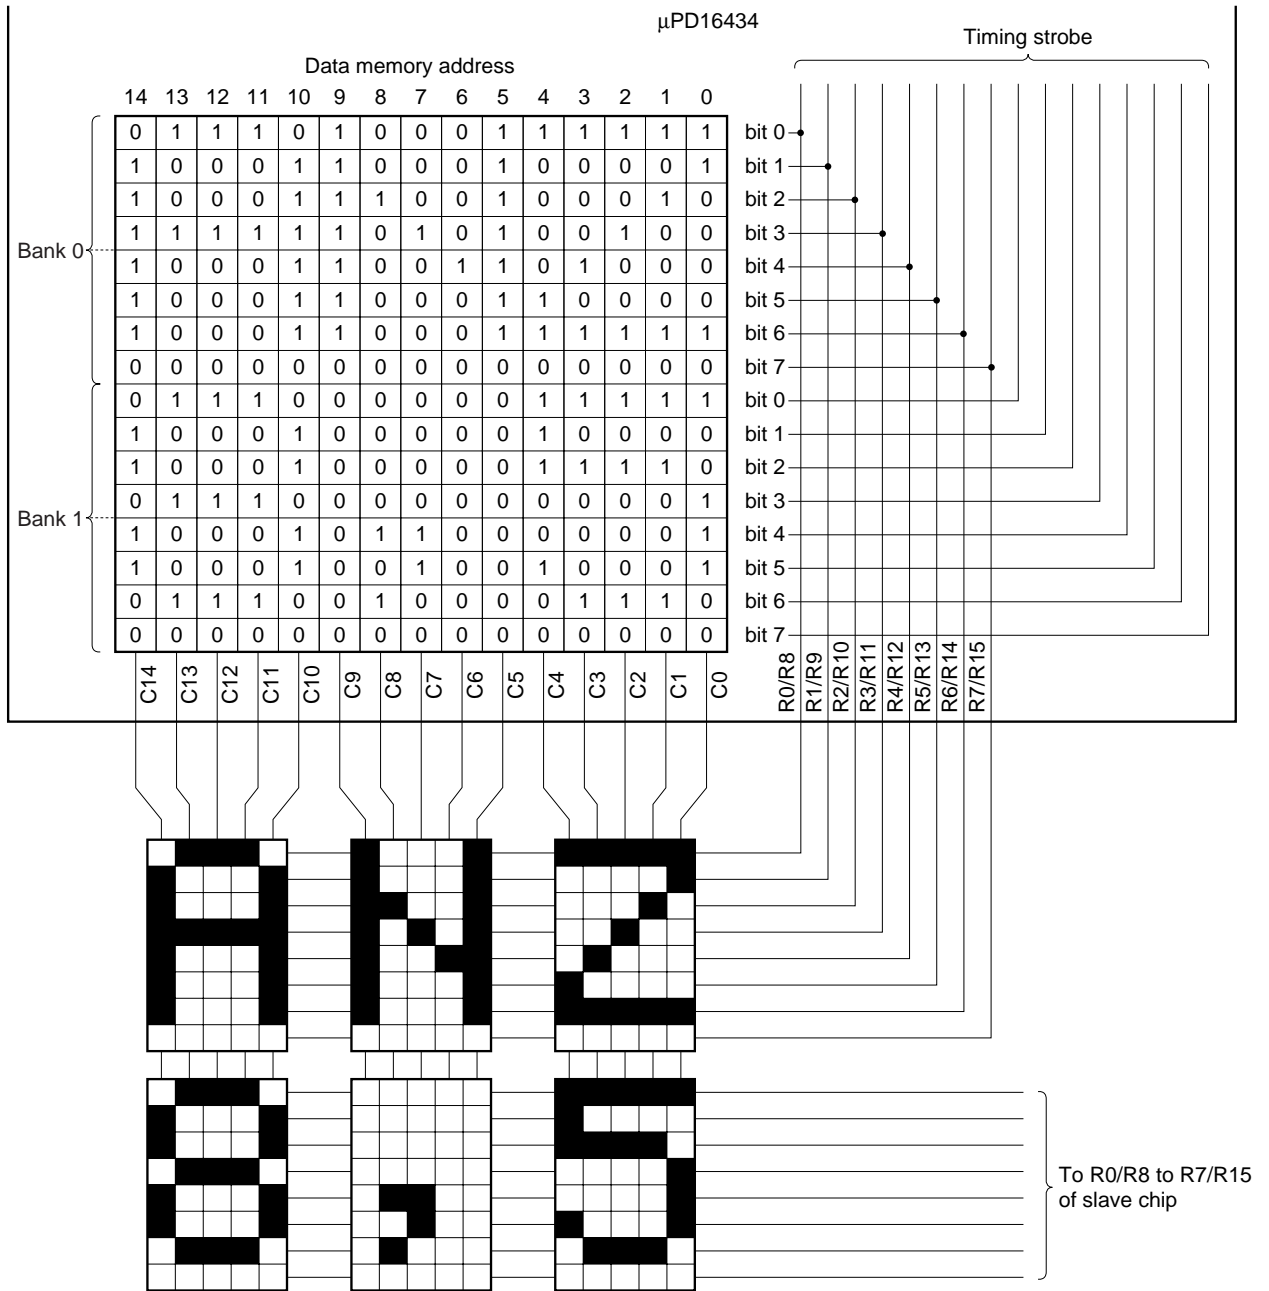 μPD16434
Timing strobe
Data memory address
14 13 12 11 10 9 8 7 6 5 4 3 2 1 0
0 1 1 1 0 1 0 0 0 1 1 1 1 1 1 bit 0
1 0 0 0 1 1 0 0 0 1 0 0 0 0 1 bit 1
1 0 0 0 1 1 1 0 0 1 0 0 0 1 0 bit 2
1 1 1 1 1 1 0 1 0 1 0 0 1 0 0 bit 3
Bank 0
1 0 0 0 1 1 0 0 1 1 0 1 0 0 0 bit 4
1 0 0 0 1 1 0 0 0 1 1 0 0 0 0 bit 5
1 0 0 0 1 1 0 0 0 1 1 1 1 1 1 bit 6
0 0 0 0 0 0 0 0 0 0 0 0 0 0 0 bit 7
0 1 1 1 0 0 0 0 0 0 1 1 1 1 1 bit 0
1 0 0 0 1 0 0 0 0 0 1 0 0 0 0 bit 1
1 0 0 0 1 0 0 0 0 0 1 1 1 1 0 bit 2
0 1 1 1 0 0 0 0 0 0 0 0 0 0 1 bit 3
Bank 1
1 0 0 0 1 0 1 1 0 0 0 0 0 0 1 bit 4
1 0 0 0 1 0 0 1 0 0 1 0 0 0 1 bit 5
0 1 1 1 0 0 1 0 0 0 0 1 1 1 0 bit 6
0 0 0 0 0 0 0 0 0 0 0 0 0 0 0 bit 7
C14 C13 C12 C11 C10 C9 C8 C7 C6 C5 C4 C3 C2 C1 C0
R0/R8 R1/R9 R2/R10 R3/R11 R4/R12 R5/R13 R6/R14 R7/R15
To R0/R8 to R7/R15
of slave chip